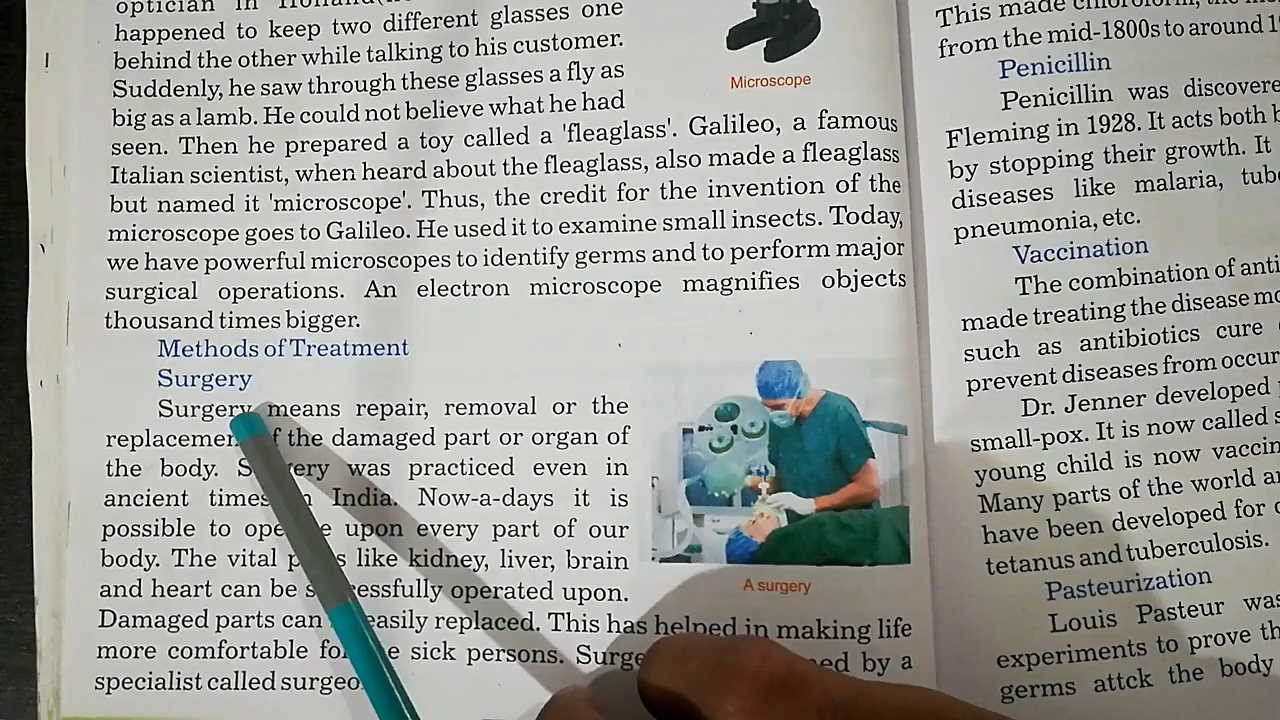 optician in
happened to keep two different glasses one
behind the other while talking to his customer.
Suddenly, he saw through these glasses a fly as
big as a lamb. He could not believe what he had
seen. Then he prepared a toy called a 'fleaglass'. Galileo, a famous
Italian scientist, when heard about the fleaglass, also made a fleaglass
but named it 'microscope'. Thus, the credit for the invention of the
microscope goes to Galileo. He used it to examine small insects. Today,
we have powerful microscopes to identify germs and to perform major
surgical operations. An electron microscope magnifies objects
thousand times bigger.
Microscope
Methods of Treatment
Surgery
Surgery means repair, removal or the
of the damaged part or organ of
the body. was practiced even in
ancient times India. Now-a-days it is
possible to upon every part of our
body. The vital like kidney, liver, brain
and heart can be operated upon.
Damaged parts can easily replaced. This has helped in making life
more comfortable sick persons. by a
specialist called
A surgery
This made
from the mid-1800s to around
Penicillin
Penicillin was
Fleming in 1928. It acts both
by stopping their growth. It
diseases like malaria,
pneumonia, etc.
Vaccination
The combination of
made treating the disease
such as antibiotics cure
prevent diseases from
Dr. Jenner developed
small-pox. It is now called
young child is now
Many parts of the world
have been developed for
tetanus and tuberculosis.
Pasteurization
Louis Pasteur
experiments to prove
germs attck the body